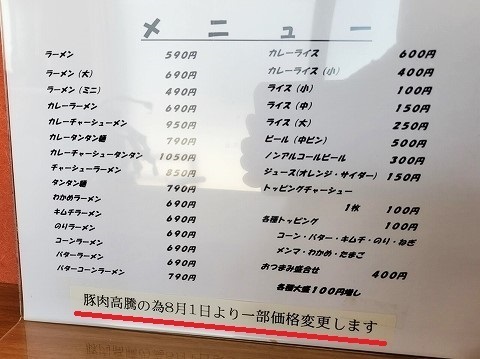 メニュー
ラーメン 590円
ラーメン(大) 690円
ラーメン(ミニ) 490円
カレーラーメン 690円
カレーチャーシューメン 950円
カレータンタン麺 790円
カレーチャーシュータンタン 1050円
チャーシューラーメン 850円
タンタン麺 790円
わかめラーメン 690円
キムチラーメン 690円
のりラーメン 690円
コーンラーメン 690円
バターラーメン 690円
バターコーンラーメン 790円
カレーライス 600円
カレーライス(小) 400円
ライス(小) 100円
ライス(中) 150円
ライス(大) 250円
ビール(中ビン) 500円
ノンアルコールビール 300円
ジュース(オレンジ・サイダー) 150円
トッピングチャーシュー
1枚 100円
各種トッピング 100円
コーン・バター・キムチ・のり・ねぎ
メンマ・わかめ・たまご
おつまみ盛合せ 400円
各種大盛100円増し
豚肉高騰の為8月1日より一部価格変更します